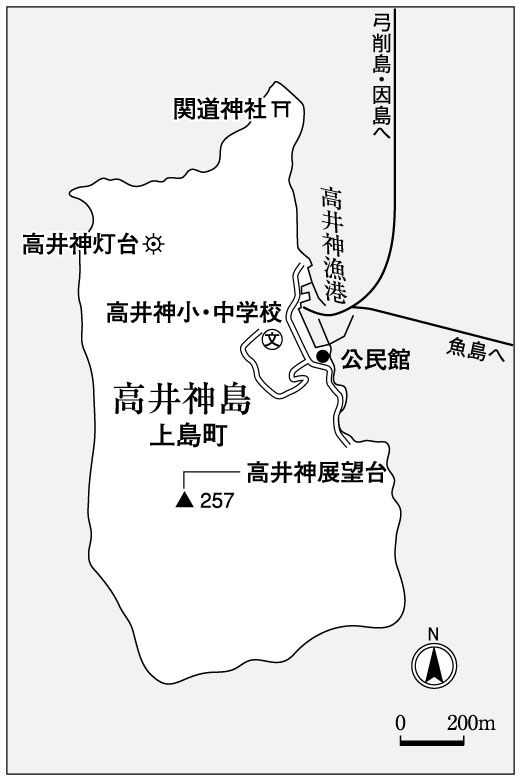 弓削島・因島へ
関道神社
高井神漁港
高井神灯台
高井神小・中学校
文
魚島へ
公民館
高井神島
上島町
高井神展望台
257
N
0 200m